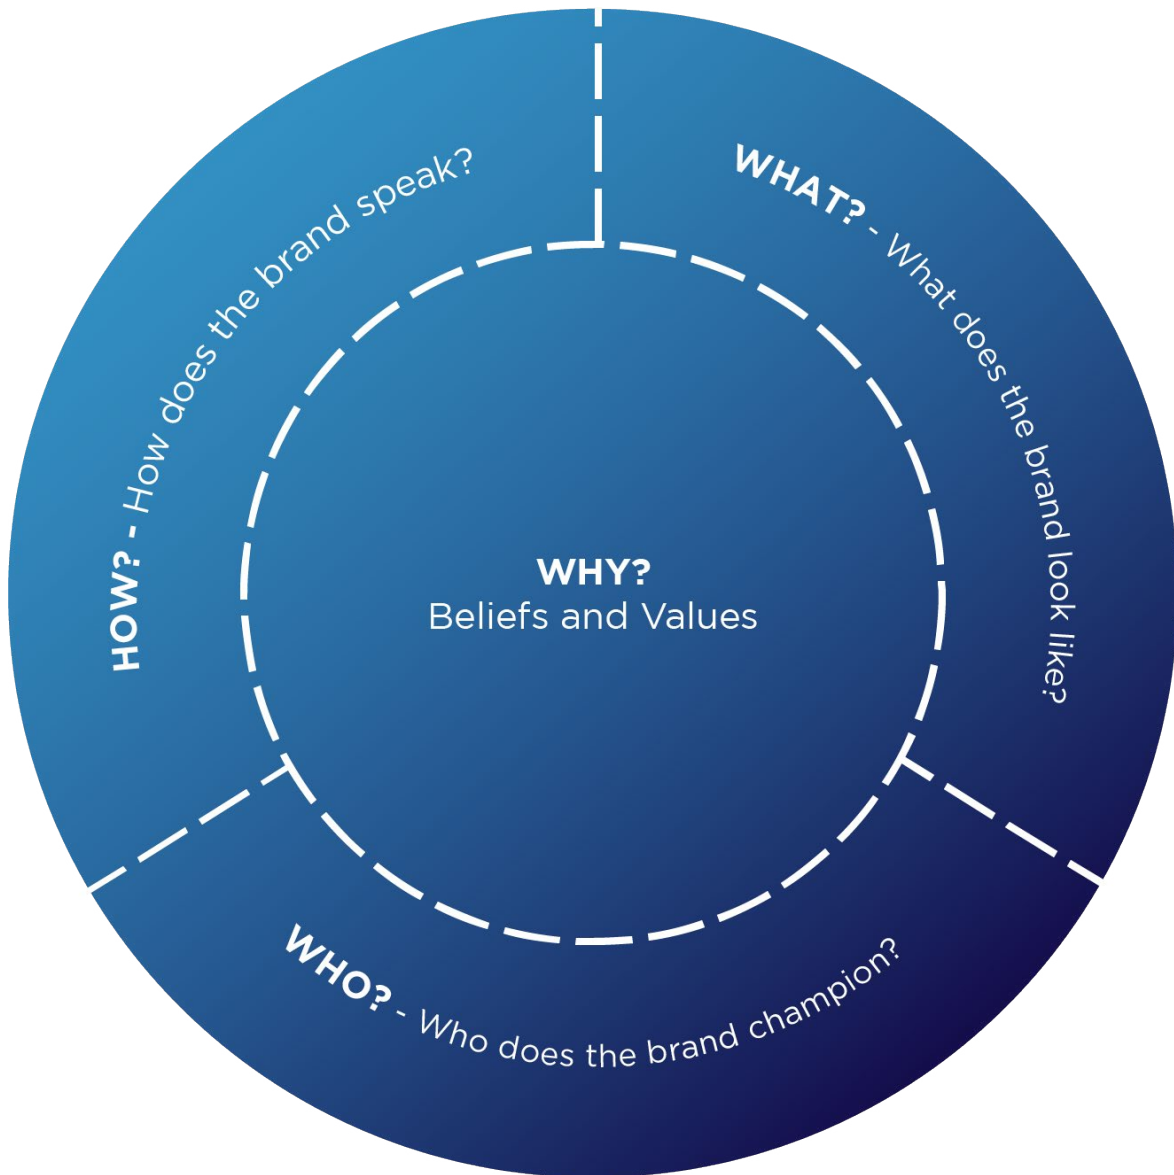 HOW? - How does the brand speak?
WHAT? - What does the brand look like?
WHY?
Beliefs and Values
WHO? - Who does the brand champion?